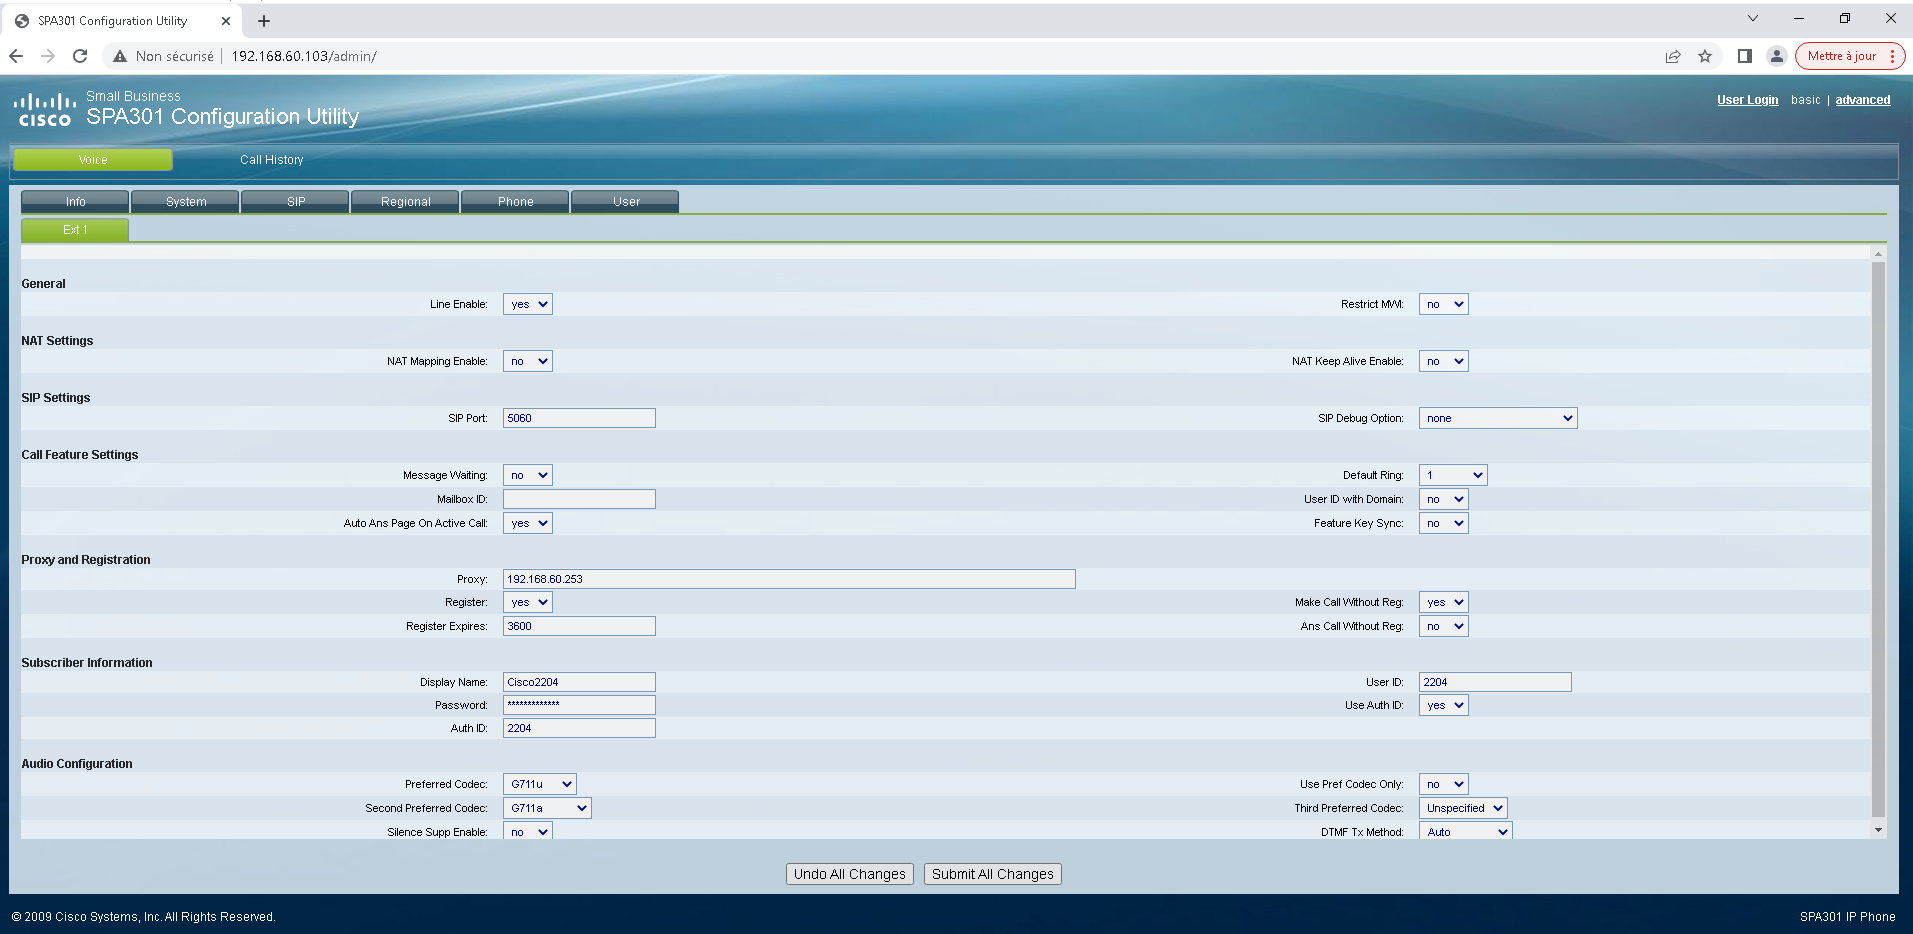 SPA301 Configuration Utility
Non sécurisé | 192.168.60.103/admin/
Mettre à jour
CISCO
Small Business
SPA301 Configuration Utility
User Login basic | advanced
Voice Call History
Info System SIP Regional Phone User
Ext 1
General
Line Enable: yes Restrict MWI: no
NAT Settings
NAT Mapping Enable: no NAT Keep Alive Enable: no
SIP Settings
SIP Port: 5060 SIP Debug Option: none
Call Feature Settings
Message Waiting: no Default Ring: 1
Mailbox ID: User ID with Domain: no
Auto Ans Page On Active Call: yes Feature Key Sync: no
Proxy and Registration
Proxy: 192.168.60.253
Register: yes Make Call Without Reg: yes
Register Expires: 3600 Ans Call Without Reg: no
Subscriber Information
Display Name: Cisco2204 User ID: 2204
Password: ************* Use Auth ID: yes
Auth ID: 2204
Audio Configuration
Preferred Codec: G711u Use Pref Codec Only: no
Second Preferred Codec: G711a Third Preferred Codec: Unspecified
Silence Supp Enable: no DTMF Tx Method: Auto
Undo All Changes Submit All Changes
© 2009 Cisco Systems, Inc. All Rights Reserved. SPA301 IP Phone